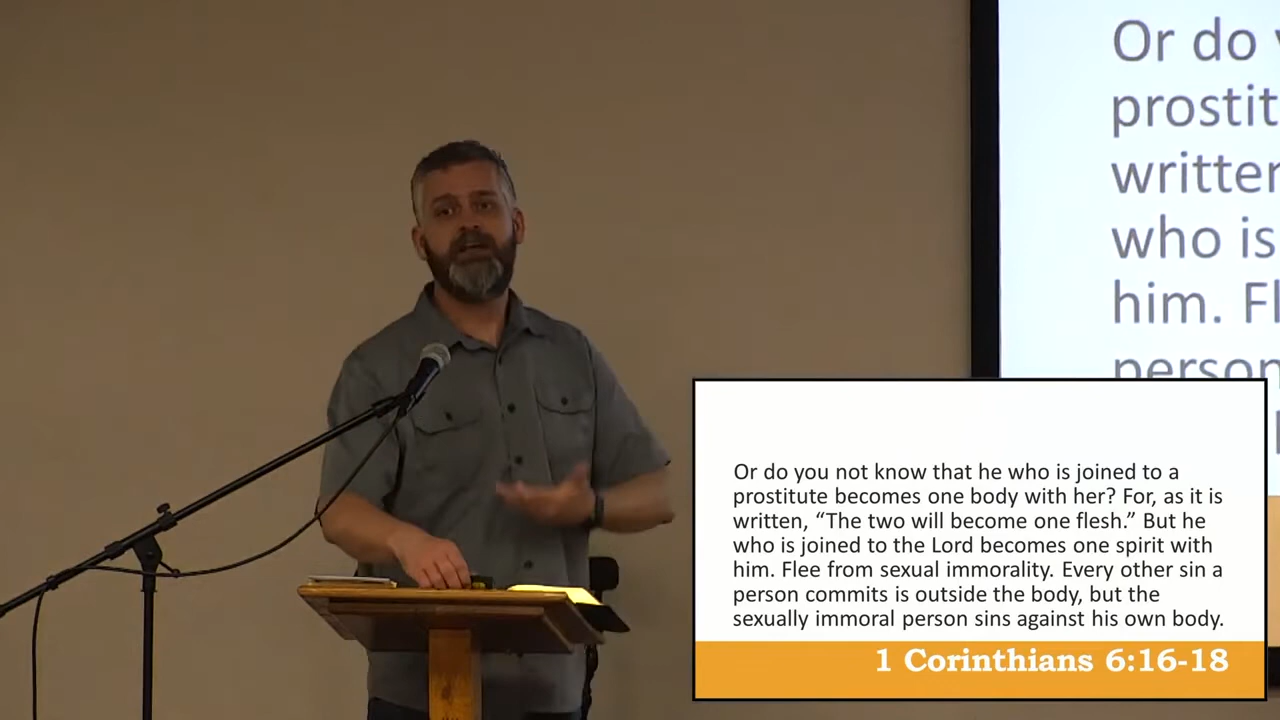 Or do
prostit
written
who is
him. Fl
person
Or do you not know that he who is joined to a
prostitute becomes one body with her? For, as it is
written, “The two will become one flesh.” But he
who is joined to the Lord becomes one spirit with
him. Flee from sexual immorality. Every other sin a
person commits is outside the body, but the
sexually immoral person sins against his own body.
1 Corinthians 6:16-18